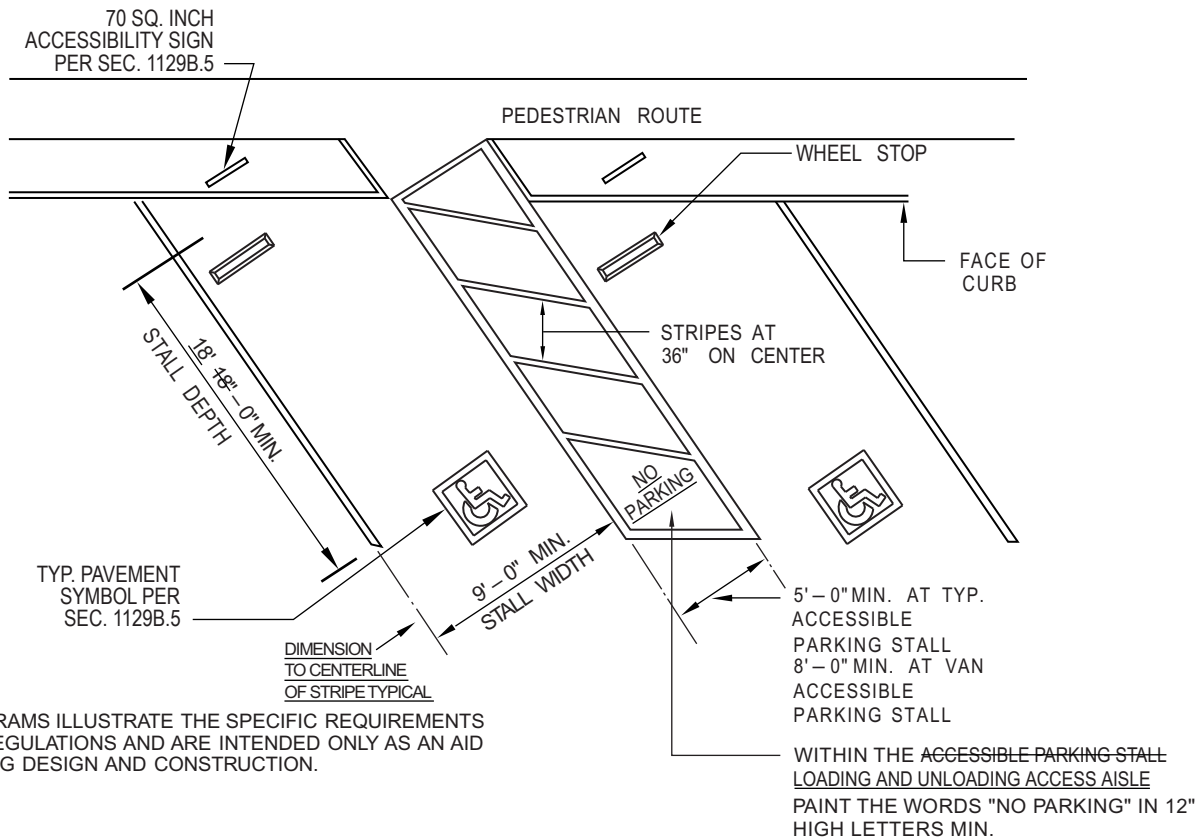 70 SQ. INCH
ACCESSIBILITY SIGN
PER SEC. 1129B.5
PEDESTRIAN ROUTE
WHEEL STOP
FACE OF
CURB
STRIPES AT
36" ON CENTER
18' 18"–0" MIN.
STALL DEPTH
NO
PARKING
9'–0" MIN.
STALL WIDTH
TYP. PAVEMENT
SYMBOL PER
SEC. 1129B.5
DIMENSION
TO CENTERLINE
OF STRIPE TYPICAL
5'–0" MIN. AT TYP.
ACCESSIBLE
PARKING STALL
8'–0" MIN. AT VAN
ACCESSIBLE
PARKING STALL
RAMS ILLUSTRATE THE SPECIFIC REQUIREMENTS
EGULATIONS AND ARE INTENDED ONLY AS AN AID
G DESIGN AND CONSTRUCTION.
WITHIN THE ACCESSIBLE PARKING STALL
LOADING AND UNLOADING ACCESS AISLE
PAINT THE WORDS "NO PARKING" IN 12"
HIGH LETTERS MIN.